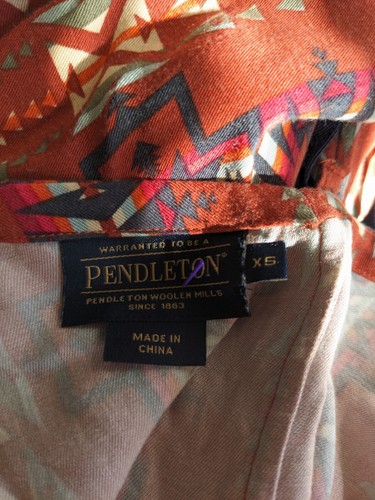 WARRANTED TO BE A
PENDLETON®
PENDLETON WOOLEN MILLS
SINCE 1863
XS
MADE IN
CHINA